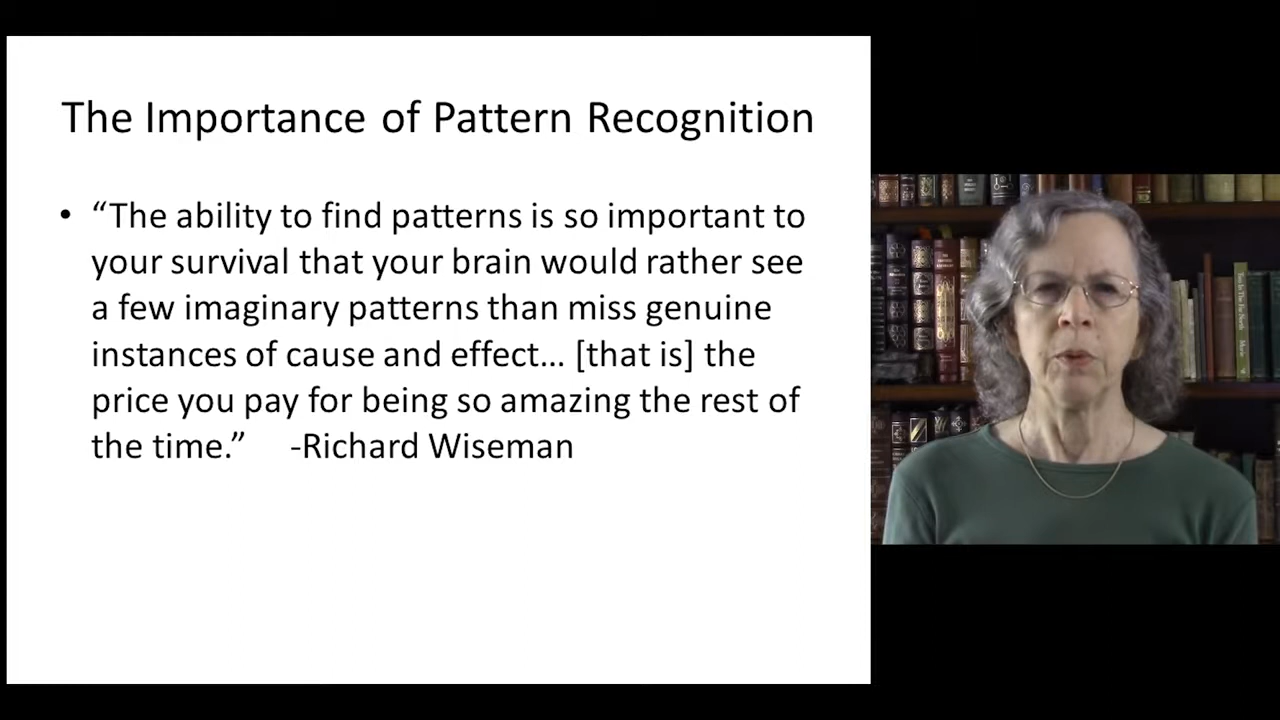 The Importance of Pattern Recognition
• “The ability to find patterns is so important to
your survival that your brain would rather see
a few imaginary patterns than miss genuine
instances of cause and effect… [that is] the
price you pay for being so amazing the rest of
the time.” -Richard Wiseman